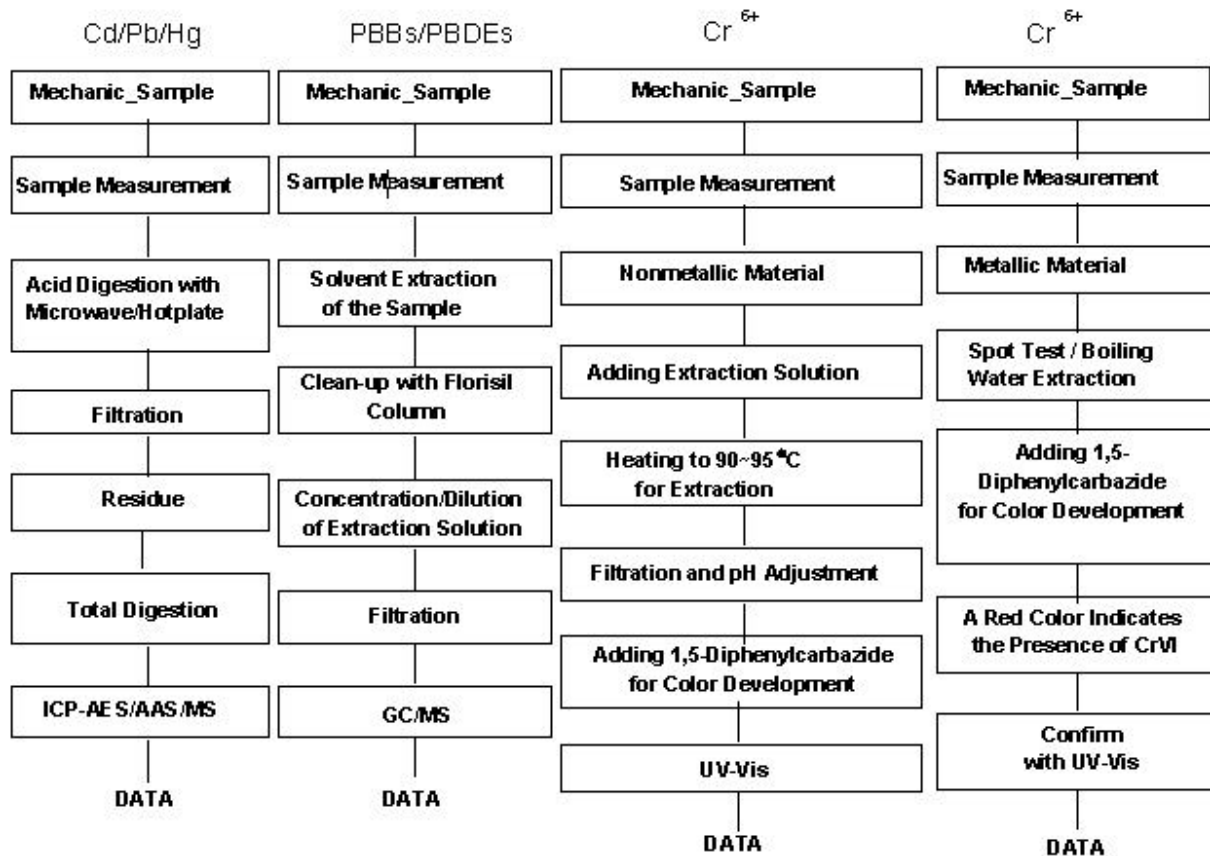 Cd/Pb/Hg
Mechanic_Sample
Sample Measurement
Acid Digestion with
Microwave/Hotplate
Filtration
Residue
Total Digestion
ICP-AES/AAS/MS
DATA
PBBs/PBDEs
Mechanic_Sample
Sample Measurement
Solvent Extraction
of the Sample
Clean-up with Florisil
Column
Concentration/Dilution
of Extraction Solution
Filtration
GC/MS
DATA
Cr 6+
Mechanic_Sample
Sample Measurement
Nonmetallic Material
Adding Extraction Solution
Heating to 90~95°C
for Extraction
Filtration and pH Adjustment
Adding 1,5-Diphenylcarbazide
for Color Development
UV-Vis
DATA
Cr 6+
Mechanic_Sample
Sample Measurement
Metallic Material
Spot Test / Boiling
Water Extraction
Adding 1,5-
Diphenylcarbazide
for Color Development
A Red Color Indicates
the Presence of CrVI
Confirm
with UV-Vis
DATA